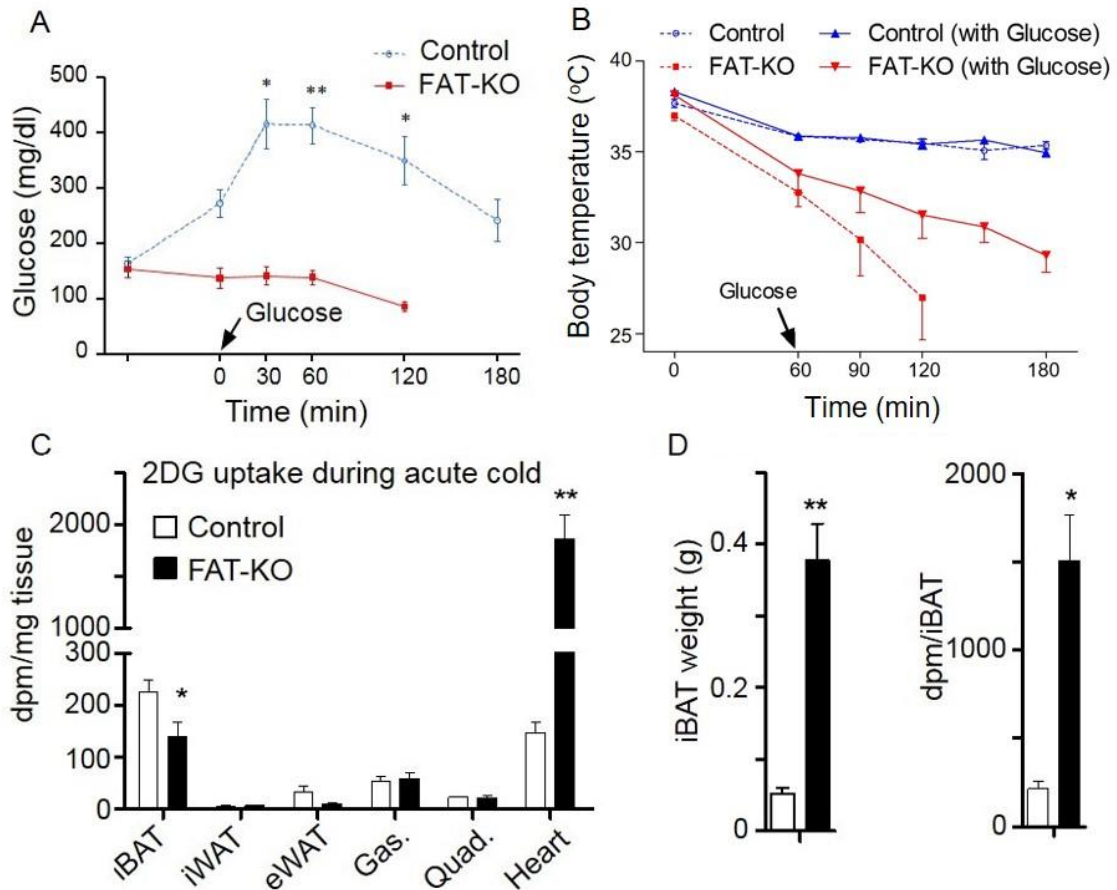 A
Control
FAT-KO
Glucose (mg/dl)
500
400
300
200
100
0
*
**
*
Glucose
0 30 60 120 180
Time (min)
B
Control
Control (with Glucose)
FAT-KO
FAT-KO (with Glucose)
Body temperature (°C)
40
35
30
25
Glucose
0 60 90 120 180
Time (min)
C
2DG uptake during acute cold
Control
FAT-KO
dpm/mg tissue
2000
1000
300
200
100
0
*
**
iBAT iWAT eWAT Gas. Quad. Heart
D
iBAT weight (g)
0.4
0.2
0
**
dpm/iBAT
2000
1000
0
*